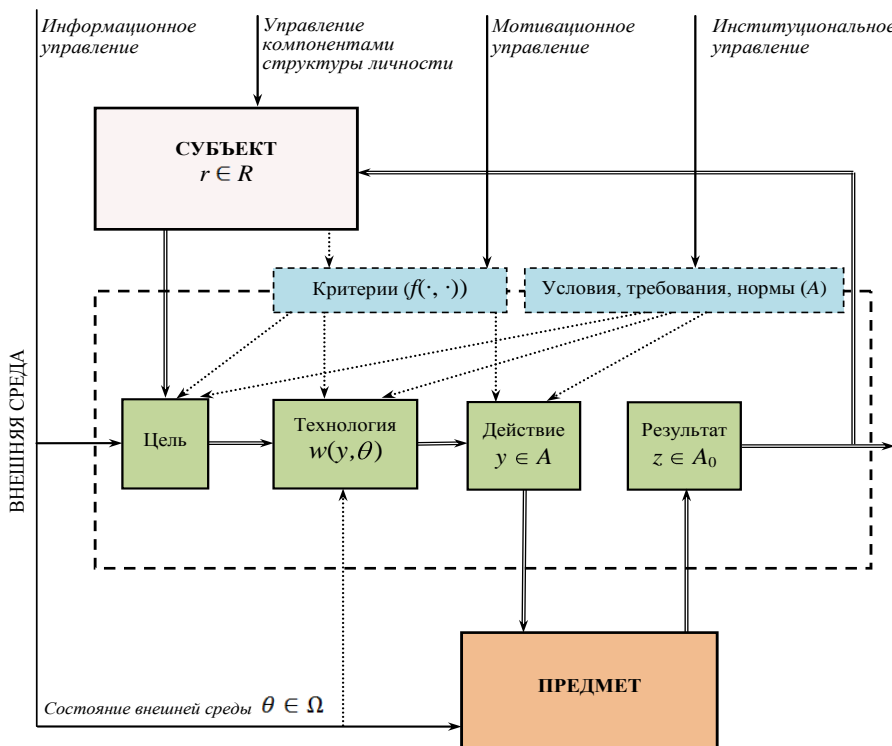 Информационное
управление
Управление
компонентами
структуры личности
Мотивационное
управление
Институциональное
управление
СУБЪЕКТ
r ∈ R
Критерии (f(·, ·))
Условия, требования, нормы (A)
ВНЕШНЯЯ СРЕДА
Цель
Технология
w(y,θ)
Действие
y ∈ A
Результат
z ∈ A₀
ПРЕДМЕТ
Состояние внешней среды θ ∈ Ω